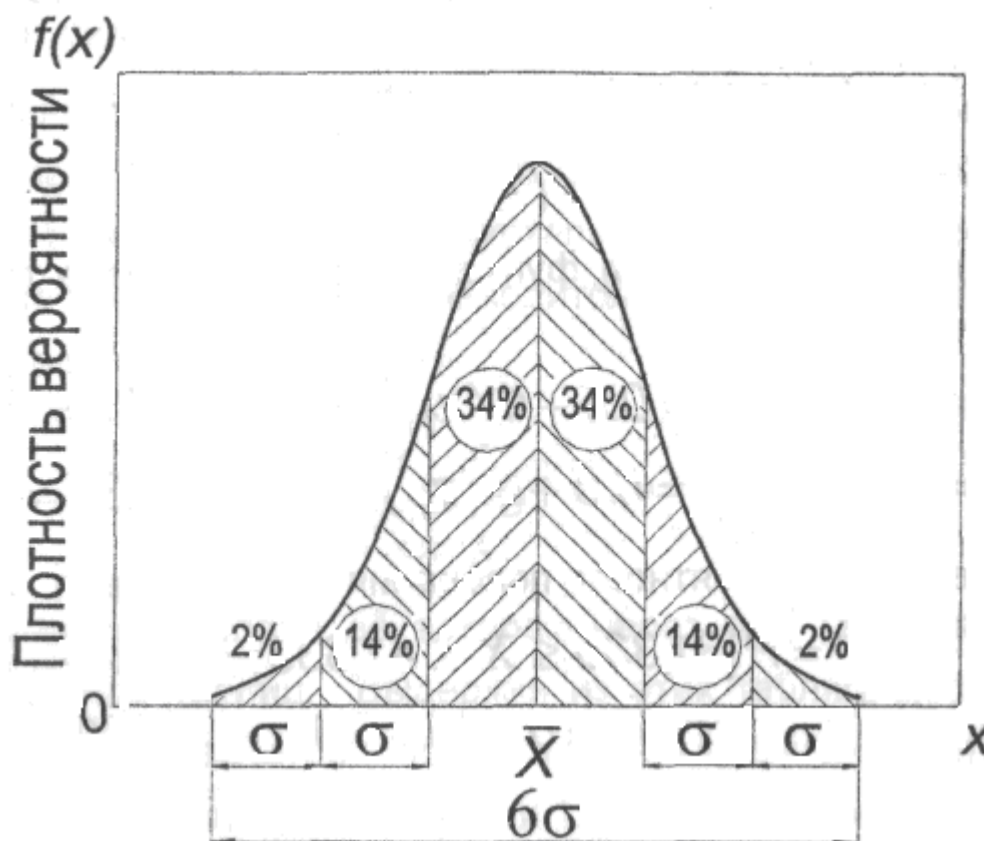 f(x)
Плотность вероятности
34% 34%
2% 14% 14% 2%
0
σ σ X̅ σ σ x
6σ